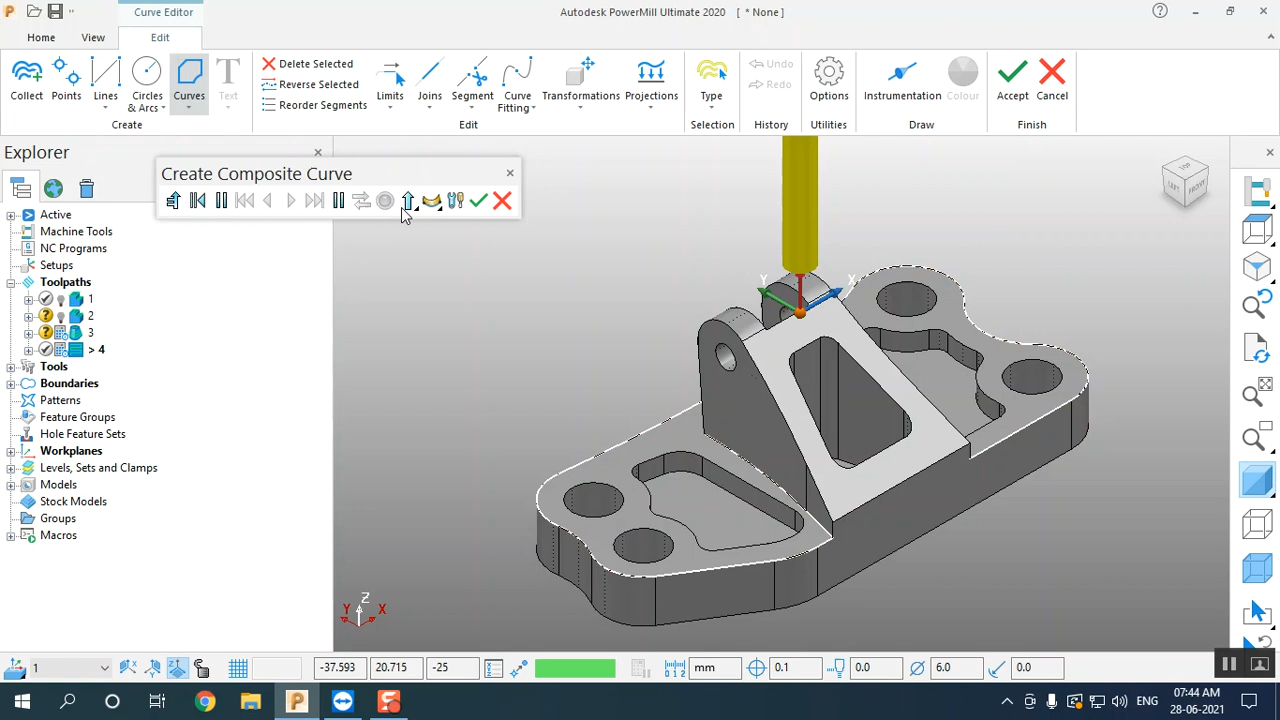 Curve Editor
Autodesk PowerMill Ultimate 2020 [ * None ]
Home View Edit
Collect Points Lines Circles & Arcs Curves Text
Create
Delete Selected
Reverse Selected
Reorder Segments
Limits Joins Segment Curve Fitting Transformations Projections
Edit
Type
Selection
Undo
Redo
History
Options
Utilities
Instrumentation Colour
Draw
Accept Cancel
Finish
Explorer
Create Composite Curve
Active
Machine Tools
NC Programs
Setups
Toolpaths
1
2
3
> 4
Tools
Boundaries
Patterns
Feature Groups
Hole Feature Sets
Workplanes
Levels, Sets and Clamps
Models
Stock Models
Groups
Macros
Y X
TOP
LEFT FRONT
Z
Y X
1 -37.593 20.715 -25 mm 0.1 0.0 6.0 0.0
ENG 07:44 AM
28-06-2021